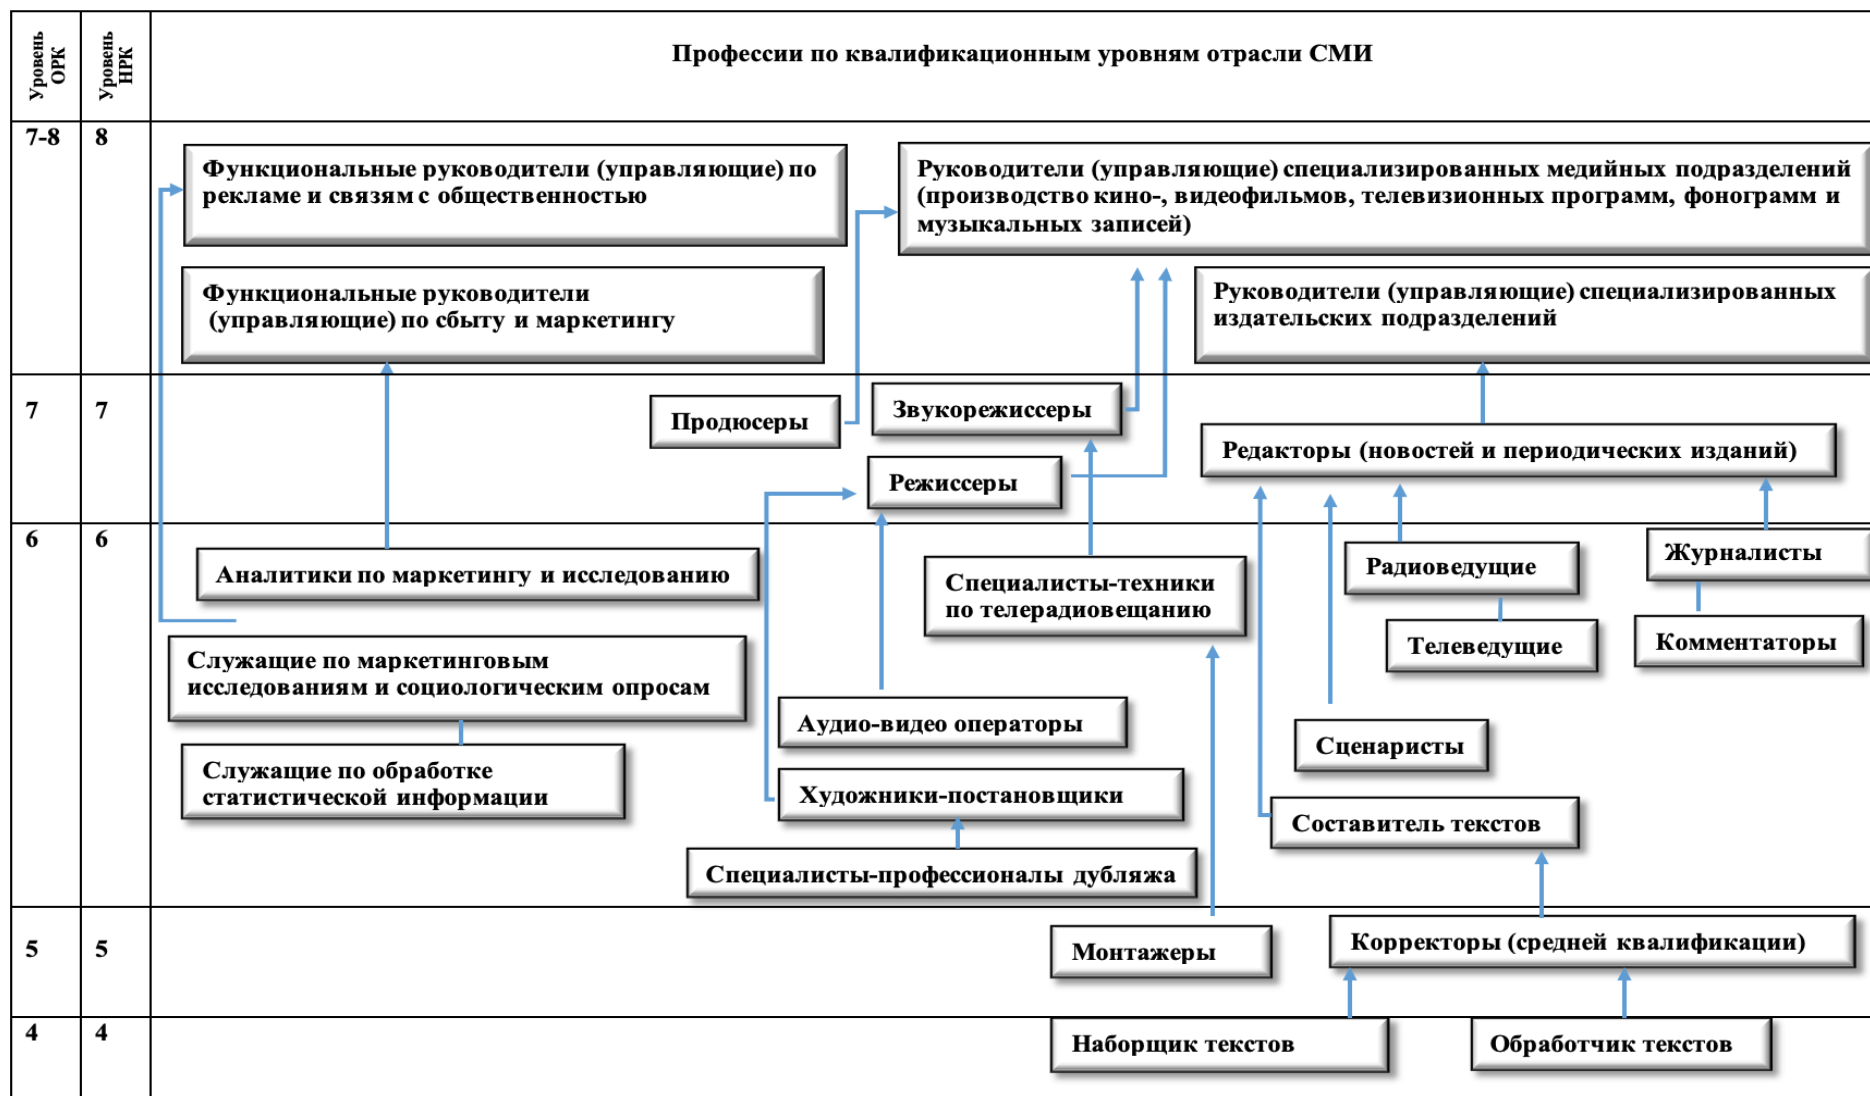 Уровень
ОРК
Уровень
НРК
Профессии по квалификационным уровням отрасли СМИ
7-8
8
Функциональные руководители (управляющие) по
рекламе и связям с общественностью
Руководители (управляющие) специализированных медийных подразделений
(производство кино-, видеофильмов, телевизионных программ, фонограмм и
музыкальных записей)
Функциональные руководители
(управляющие) по сбыту и маркетингу
Руководители (управляющие) специализированных
издательских подразделений
7
7
Продюсеры
Звукорежиссеры
Редакторы (новостей и периодических изданий)
Режиссеры
6
6
Аналитики по маркетингу и исследованию
Специалисты-техники
по телерадиовещанию
Радиоведущие
Журналисты
Телеведущие
Комментаторы
Служащие по маркетинговым
исследованиям и социологическим опросам
Аудио-видео операторы
Сценаристы
Служащие по обработке
статистической информации
Художники-постановщики
Составитель текстов
Специалисты-профессионалы дубляжа
5
5
Монтажеры
Корректоры (средней квалификации)
4
4
Наборщик текстов
Обработчик текстов